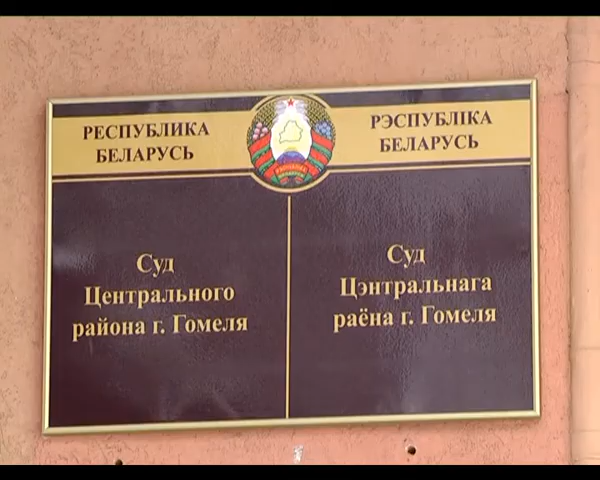 РЕСПУБЛИКА
БЕЛАРУСЬ
РЭСПУБЛІКА
БЕЛАРУСЬ
Суд
Центрального
района г. Гомеля
Суд
Цэнтральнага
раёна г. Гомеля